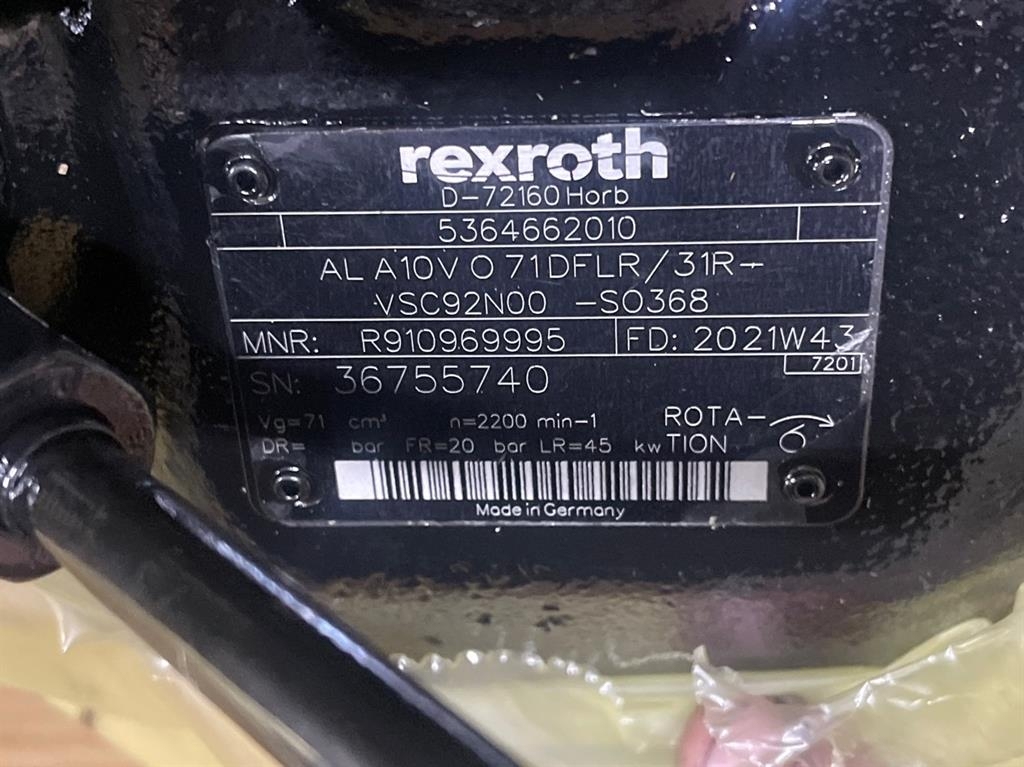 rexroth
D-72160 Horb
5364662010
AL A10V O 71DFLR/31R-
VSC92N00 -SO368
MNR: R910969995 FD: 2021W43
7201
SN: 36755740
Vg=71 cm³ n=2200 min-1 ROTA-
DR= bar FR=20 bar LR=45 kw TION
Made in Germany